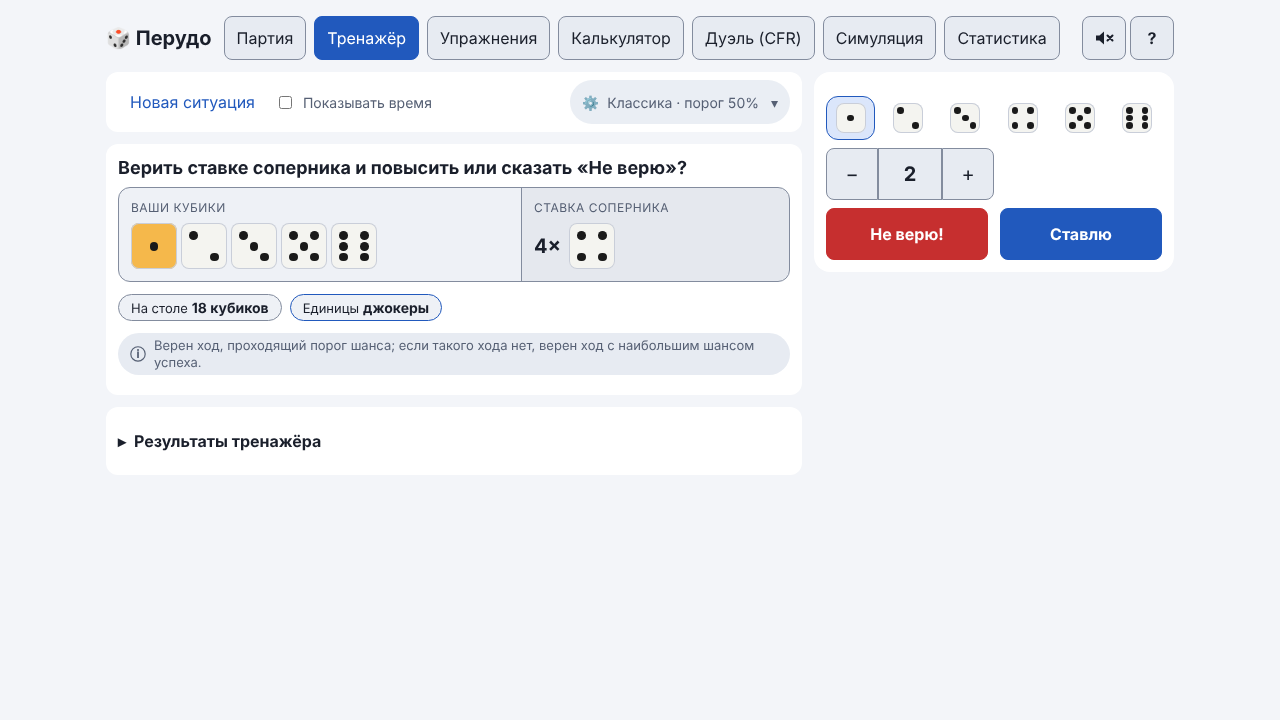 Перудо
Партия
Тренажёр
Упражнения
Калькулятор
Дуэль (CFR)
Симуляция
Статистика
?
Новая ситуация
Показывать время
Классика · порог 50%
Верить ставке соперника и повысить или сказать «Не верю»?
ВАШИ КУБИКИ
СТАВКА СОПЕРНИКА
4×
На столе 18 кубиков
Единицы джокеры
Верен ход, проходящий порог шанса; если такого хода нет, верен ход с наибольшим шансом
успеха.
Результаты тренажёра
− 2 +
Не верю!
Ставлю